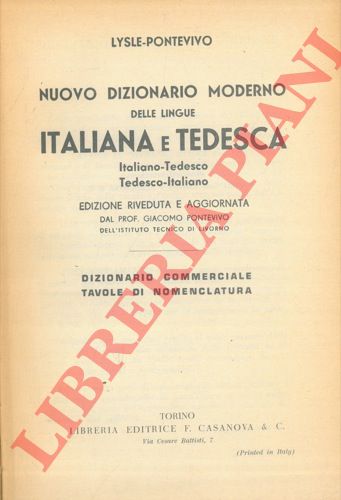 LYSLE-PONTEVIVO
NUOVO DIZIONARIO MODERNO
DELLE LINGUE
ITALIANA E TEDESCA
Italiano-Tedesco
Tedesco-Italiano
EDIZIONE RIVEDUTA E AGGIORNATA
DAL PROF. GIACOMO PONTEVIVO
DELL'ISTITUTO TECNICO DI LIVORNO
DIZIONARIO COMMERCIALE
TAVOLE DI NOMENCLATURA
TORINO
LIBRERIA EDITRICE F. CASANOVA & C.
Via Cesare Battisti, 7
(Printed in Italy)
LIBRERIA PIANI